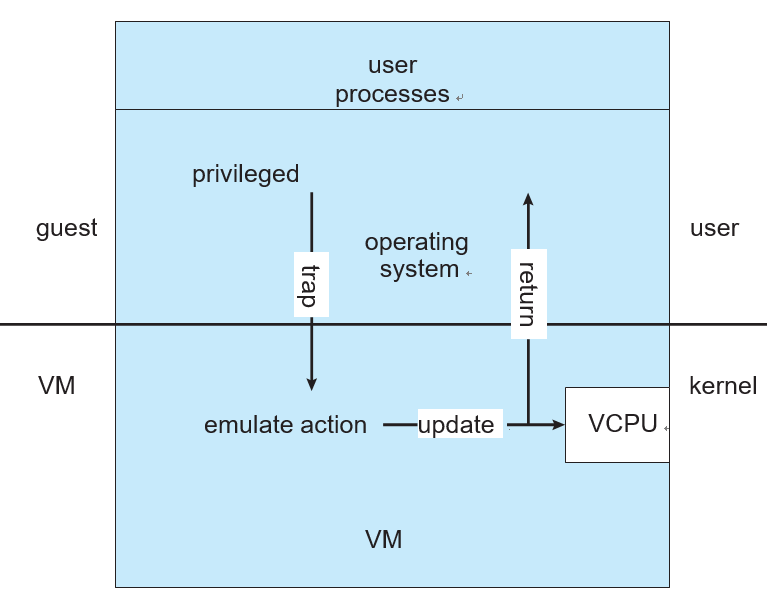 user
processes
privileged
guest
user
operating
system
trap
return
VM
kernel
emulate action
update
VCPU
VM